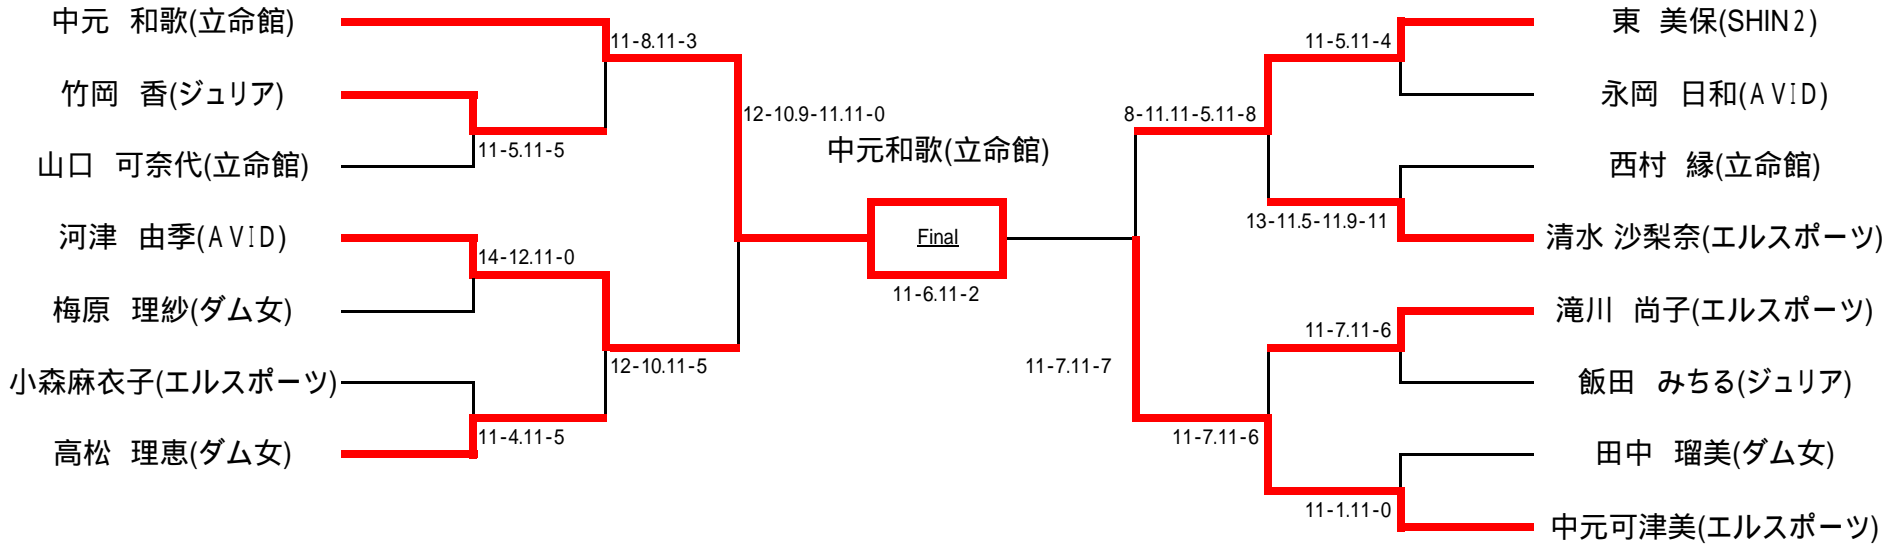 中元　和歌(立命館)
竹岡　香(ジュリア)
山口　可奈代(立命館)
河津　由季(AVID)
梅原　理紗(ダム女)
小森麻衣子(エルスポーツ)
高松　理恵(ダム女)
11-8.11-3
11-5.11-5
14-12.11-0
12-10.11-5
11-4.11-5
12-10.9-11.11-0
中元和歌(立命館)
Final
11-6.11-2
8-11.11-5.11-8
11-7.11-7
11-5.11-4
13-11.5-11.9-11
11-7.11-6
11-7.11-6
11-1.11-0
東　美保(SHIN2)
永岡　日和(AVID)
西村　縁(立命館)
清水 沙梨奈(エルスポーツ)
滝川　尚子(エルスポーツ)
飯田　みちる(ジュリア)
田中　瑠美(ダム女)
中元可津美(エルスポーツ)